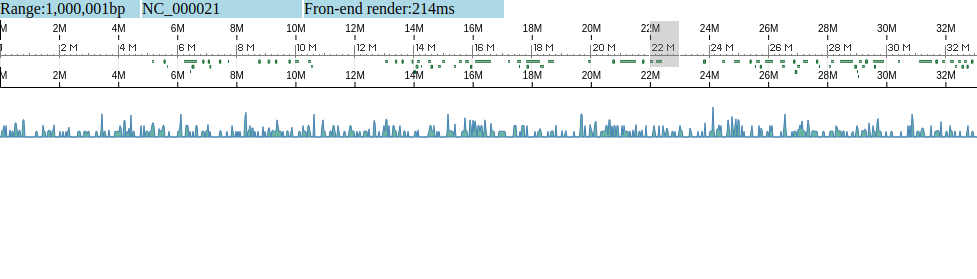 Range:1,000,001bp NC_000021 Fron-end render:214ms
M 2M 4M 6M 8M 10M 12M 14M 16M 18M 20M 22M 24M 26M 28M 30M 32M
2 M 4 M 6 M 8 M 10 M 12 M 14 M 16 M 18 M 20 M 22 M 24 M 26 M 28 M 30 M 32 M
M 2M 4M 6M 8M 10M 12M 14M 16M 18M 20M 22M 24M 26M 28M 30M 32M